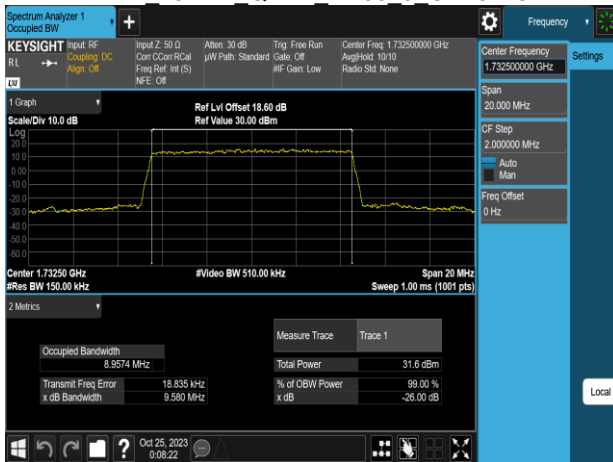 Spectrum Analyzer 1
Occupied BW
Frequency
KEYSIGHT
RL
LXI
Input: RF
Coupling: DC
Align: Off
Input Z: 50 Ω
Corr CCorr RCal
Freq Ref: Int (S)
NFE: Off
Atten: 30 dB
µW Path: Standard
Trig: Free Run
Gate: Off
#IF Gain: Low
Center Freq: 1.732500000 GHz
Avg|Hold: 10/10
Radio Std: None
Center Frequency
1.732500000 GHz
Settings
Span
20.000 MHz
CF Step
2.000000 MHz
Auto
Man
Freq Offset
0 Hz
Local
1 Graph
Scale/Div 10.0 dB
Ref Lvl Offset 18.60 dB
Ref Value 30.00 dBm
Log
20.0
10.0
0.00
-10.0
-20.0
-30.0
-40.0
-50.0
-60.0
Center 1.73250 GHz
#Res BW 150.00 kHz
#Video BW 510.00 kHz
Span 20 MHz
Sweep 1.00 ms (1001 pts)
2 Metrics
Measure Trace
Trace 1
Occupied Bandwidth
8.9574 MHz
Total Power
31.6 dBm
Transmit Freq Error
18.835 kHz
% of OBW Power
99.00 %
x dB Bandwidth
9.580 MHz
x dB
-26.00 dB
Oct 25, 2023
0:08:22